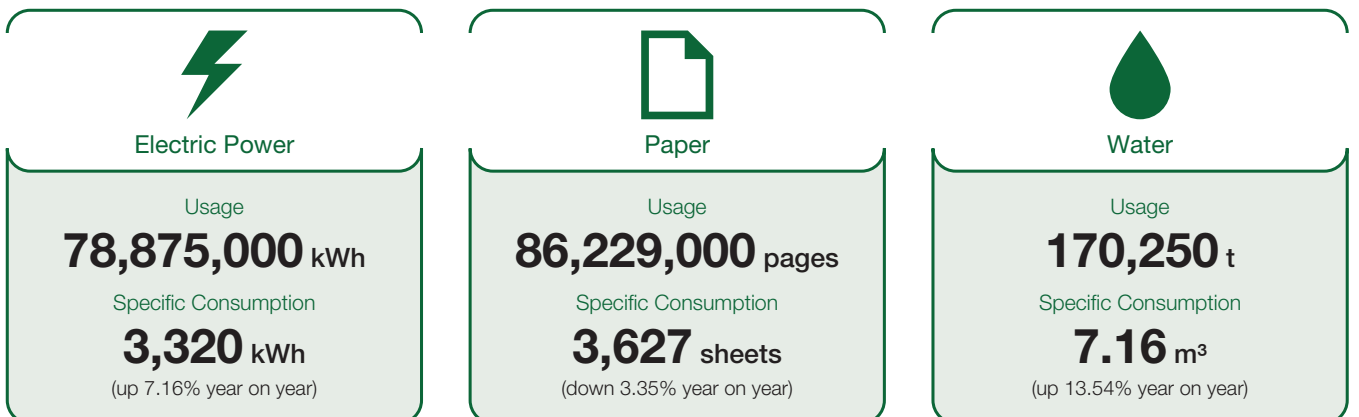 Electric Power
Usage
78,875,000 kWh
Specific Consumption
3,320 kWh
(up 7.16% year on year)
Paper
Usage
86,229,000 pages
Specific Consumption
3,627 sheets
(down 3.35% year on year)
Water
Usage
170,250 t
Specific Consumption
7.16 m³
(up 13.54% year on year)